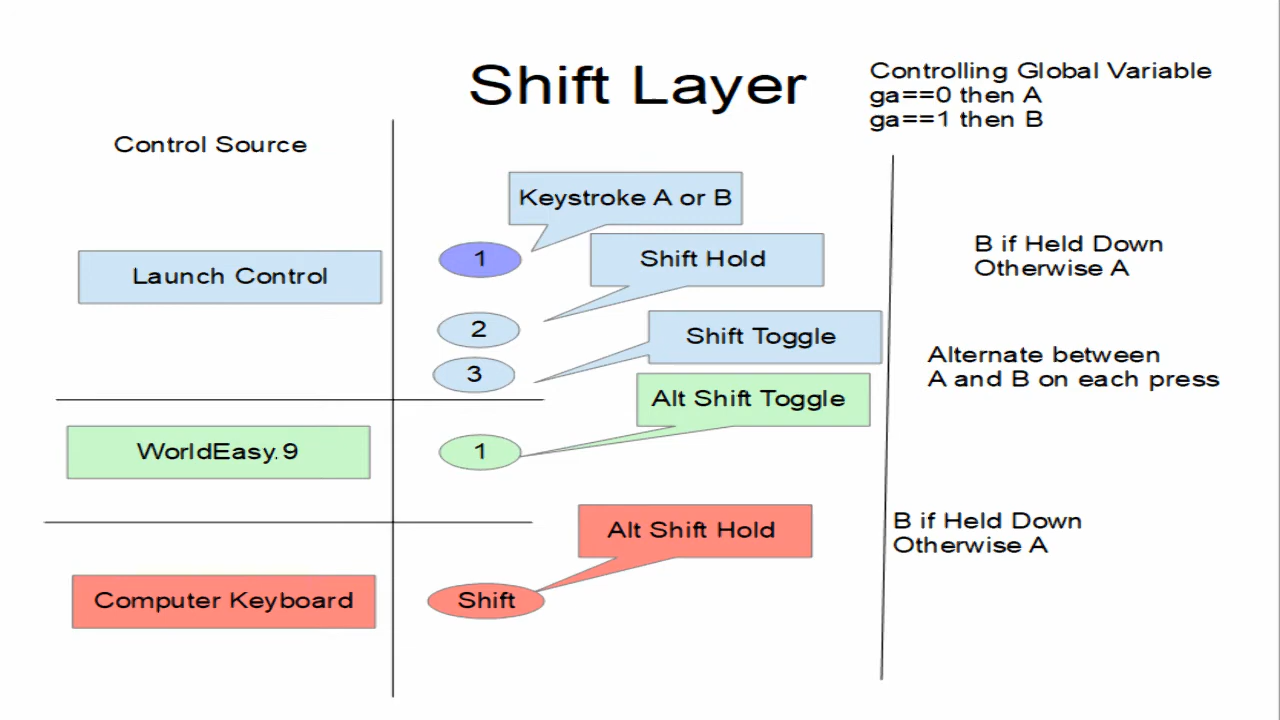 Shift Layer
Controlling Global Variable
ga==0 then A
ga==1 then B
Control Source
Keystroke A or B
1
Shift Hold
B if Held Down
Otherwise A
Launch Control
2
Shift Toggle
3
Alternate between
A and B on each press
Alt Shift Toggle
WorldEasy.9
1
Alt Shift Hold
B if Held Down
Otherwise A
Computer Keyboard
Shift